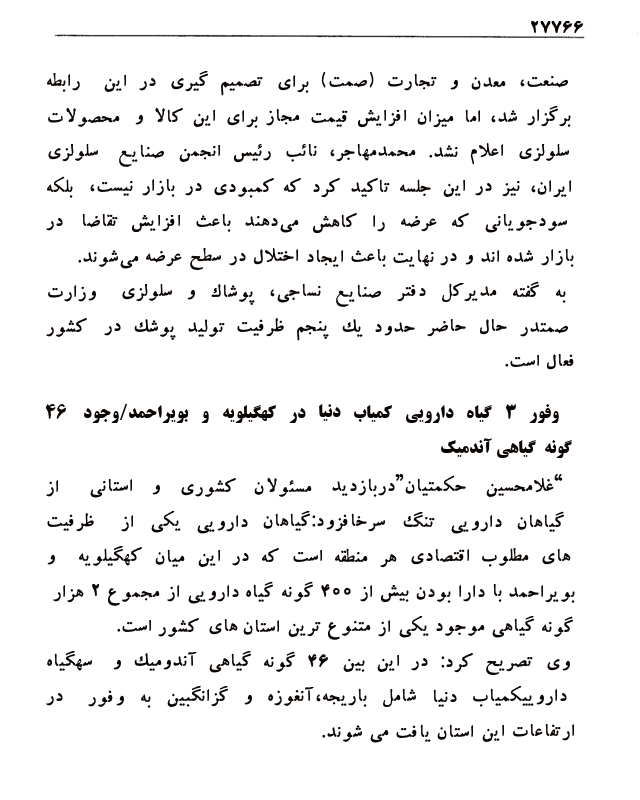 ۲۷۷۶۶
صنعت، معدن و تجارت (صمت) برای تصمیم گیری در این رابطه
برگزار شد، اما میزان افزایش قیمت مجاز برای این کالا و محصولات
سلولزی اعلام نشد. محمدمهاجر، نائب رئیس انجمن صنایع سلولزی
ایران، نیز در این جلسه تاکید کرد که کمبودی در بازار نیست، بلکه
سودجویانی که عرضه را کاهش می‌دهند باعث افزایش تقاضا در
بازار شده اند و در نهایت باعث ایجاد اختلال در سطح عرضه می‌شوند.
به گفته مدیرکل دفتر صنایع نساجی، پوشاك و سلولزی وزارت
صمتدر حال حاضر حدود یك پنجم ظرفیت تولید پوشك در کشور
فعال است.
وفور ۳ گیاه دارویی کمیاب دنیا در کهگیلویه و بویراحمد/وجود ۴۶
گونه گیاهی آندمیک
“غلامحسین حکمتیان”دربازدید مسئولان کشوری و استانی از
گیاهان دارویی تنگ سرخافزود:گیاهان دارویی یکی از ظرفیت
های مطلوب اقتصادی هر منطقه است که در این میان کهگیلویه و
بویراحمد با دارا بودن بیش از ۴۰۰ گونه گیاه دارویی از مجموع ۲ هزار
گونه گیاهی موجود یکی از متنوع ترین استان های کشور است.
وی تصریح کرد: در این بین ۴۶ گونه گیاهی آندومیك و سهگیاه
داروییکمیاب دنیا شامل باریجه،آنغوزه و گزانگبین به وفور در
ارتفاعات این استان یافت می شوند.